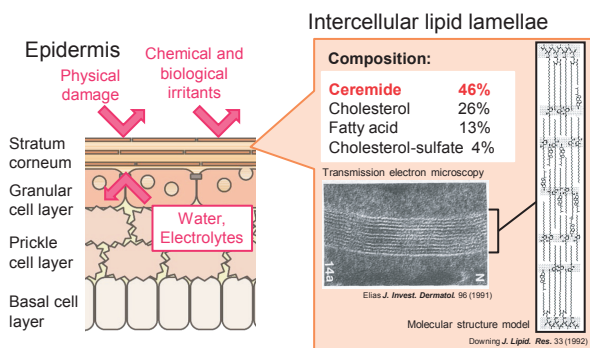 Intercellular lipid lamellae
Epidermis
Physical
damage
Chemical and
biological
irritants
Stratum
corneum
Granular
cell layer
Prickle
cell layer
Basal cell
layer
Water,
Electrolytes
Composition:
Ceremide 46%
Cholesterol 26%
Fatty acid 13%
Cholesterol-sulfate 4%
Transmission electron microscopy
14a
N
Elias J. Invest. Dermatol. 96 (1991)
Molecular structure model
Downing J. Lipid. Res. 33 (1992)